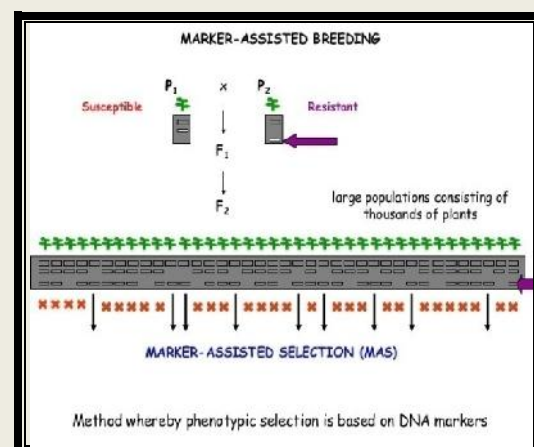 MARKER-ASSISTED BREEDING
P1 x P2
Susceptible Resistant
F1
F2
large populations consisting of
thousands of plants
MARKER-ASSISTED SELECTION (MAS)
Method whereby phenotypic selection is based on DNA markers